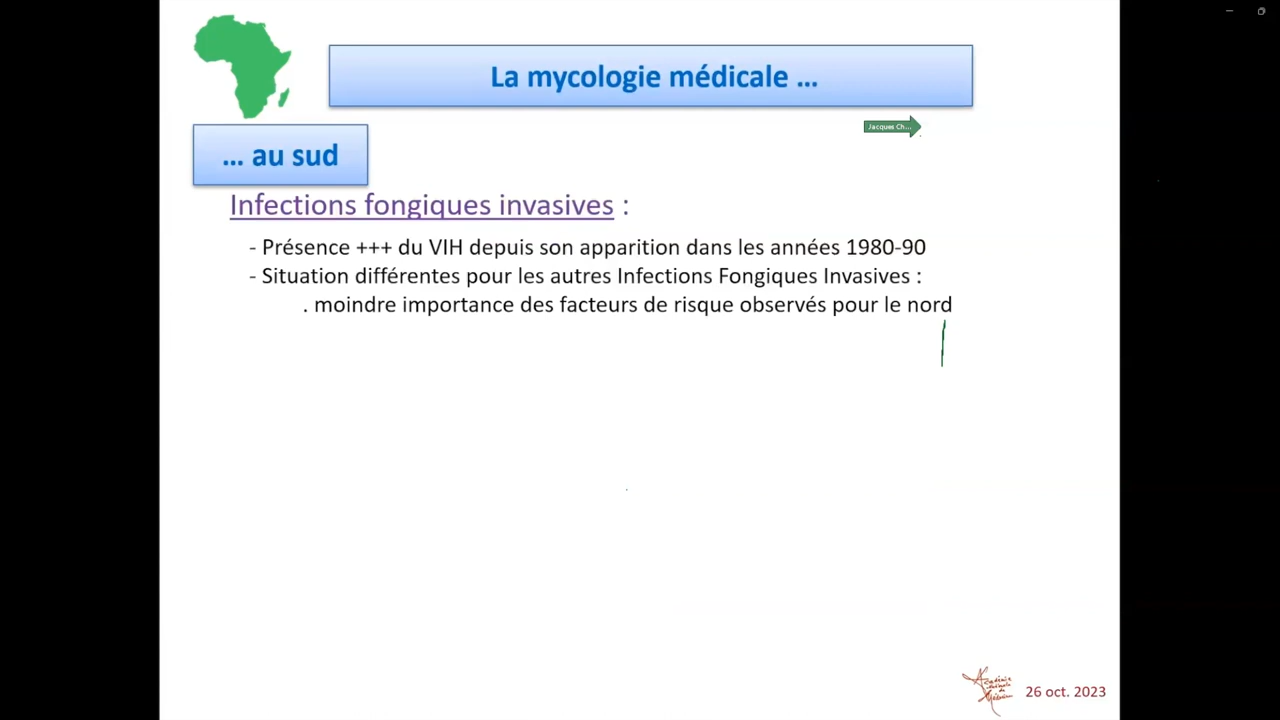 La mycologie médicale ...
Jacques Ch...
... au sud
Infections fongiques invasives :
- Présence +++ du VIH depuis son apparition dans les années 1980-90
- Situation différentes pour les autres Infections Fongiques Invasives :
. moindre importance des facteurs de risque observés pour le nord
26 oct. 2023